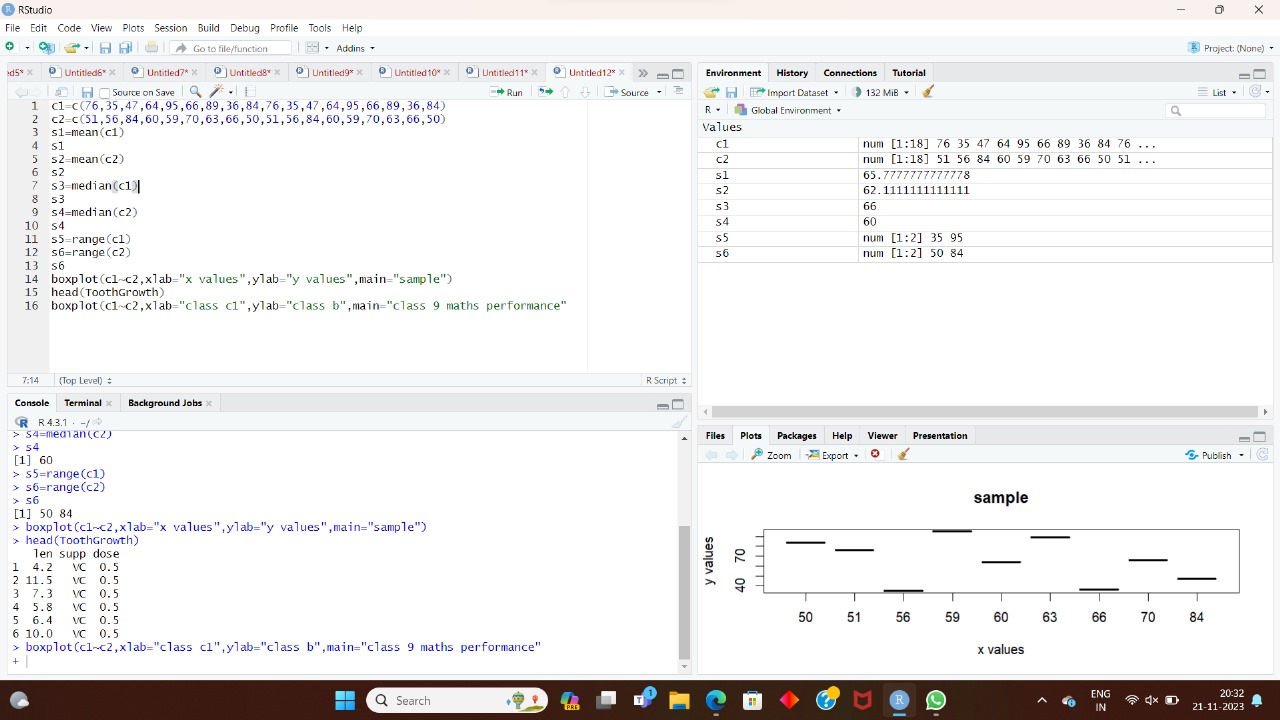 RStudio
File Edit Code View Plots Session Build Debug Profile Tools Help
Go to file/function Addins Project: (None)
ed5* Untitled6* Untitled7* Untitled8* Untitled9* Untitled10* Untitled11* Untitled12*
Source on Save Run Source
1 c1=c(76,35,47,64,95,66,89,36,84,76,35,47,64,95,66,89,36,84)
2 c2=c(51,56,84,60,59,70,63,66,50,51,56,84,60,59,70,63,66,50)
3 s1=mean(c1)
4 s1
5 s2=mean(c2)
6 s2
7 s3=median(c1)
8 s3
9 s4=median(c2)
10 s4
11 s5=range(c1)
12 s6=range(c2)
13 s6
14 boxplot(c1~c2,xlab="x values",ylab="y values",main="sample")
15 head(ToothGrowth)
16 boxplot(c1~c2,xlab="class c1",ylab="class b",main="class 9 maths performance"
7:14 (Top Level) R Script
Console Terminal Background Jobs
R 4.3.1 · ~/
> s4=median(c2)
> s4
[1] 60
> s5=range(c1)
> s6=range(c2)
> s6
[1] 50 84
> boxplot(c1~c2,xlab="x values",ylab="y values",main="sample")
> head(ToothGrowth)
len supp dose
1 4.2 VC 0.5
2 11.5 VC 0.5
3 7.3 VC 0.5
4 5.8 VC 0.5
5 6.4 VC 0.5
6 10.0 VC 0.5
> boxplot(c1~c2,xlab="class c1",ylab="class b",main="class 9 maths performance"
+
Environment History Connections Tutorial
Import Dataset 132 MiB List
R Global Environment
Values
c1 num [1:18] 76 35 47 64 95 66 89 36 84 76 ...
c2 num [1:18] 51 56 84 60 59 70 63 66 50 51 ...
s1 65.7777777777778
s2 62.1111111111111
s3 66
s4 60
s5 num [1:2] 35 95
s6 num [1:2] 50 84
Files Plots Packages Help Viewer Presentation
Zoom Export Publish
sample
y values
70
40
50 51 56 59 60 63 66 70 84
x values
Search
PRE
1
ENG
IN
20:32
21-11-2023